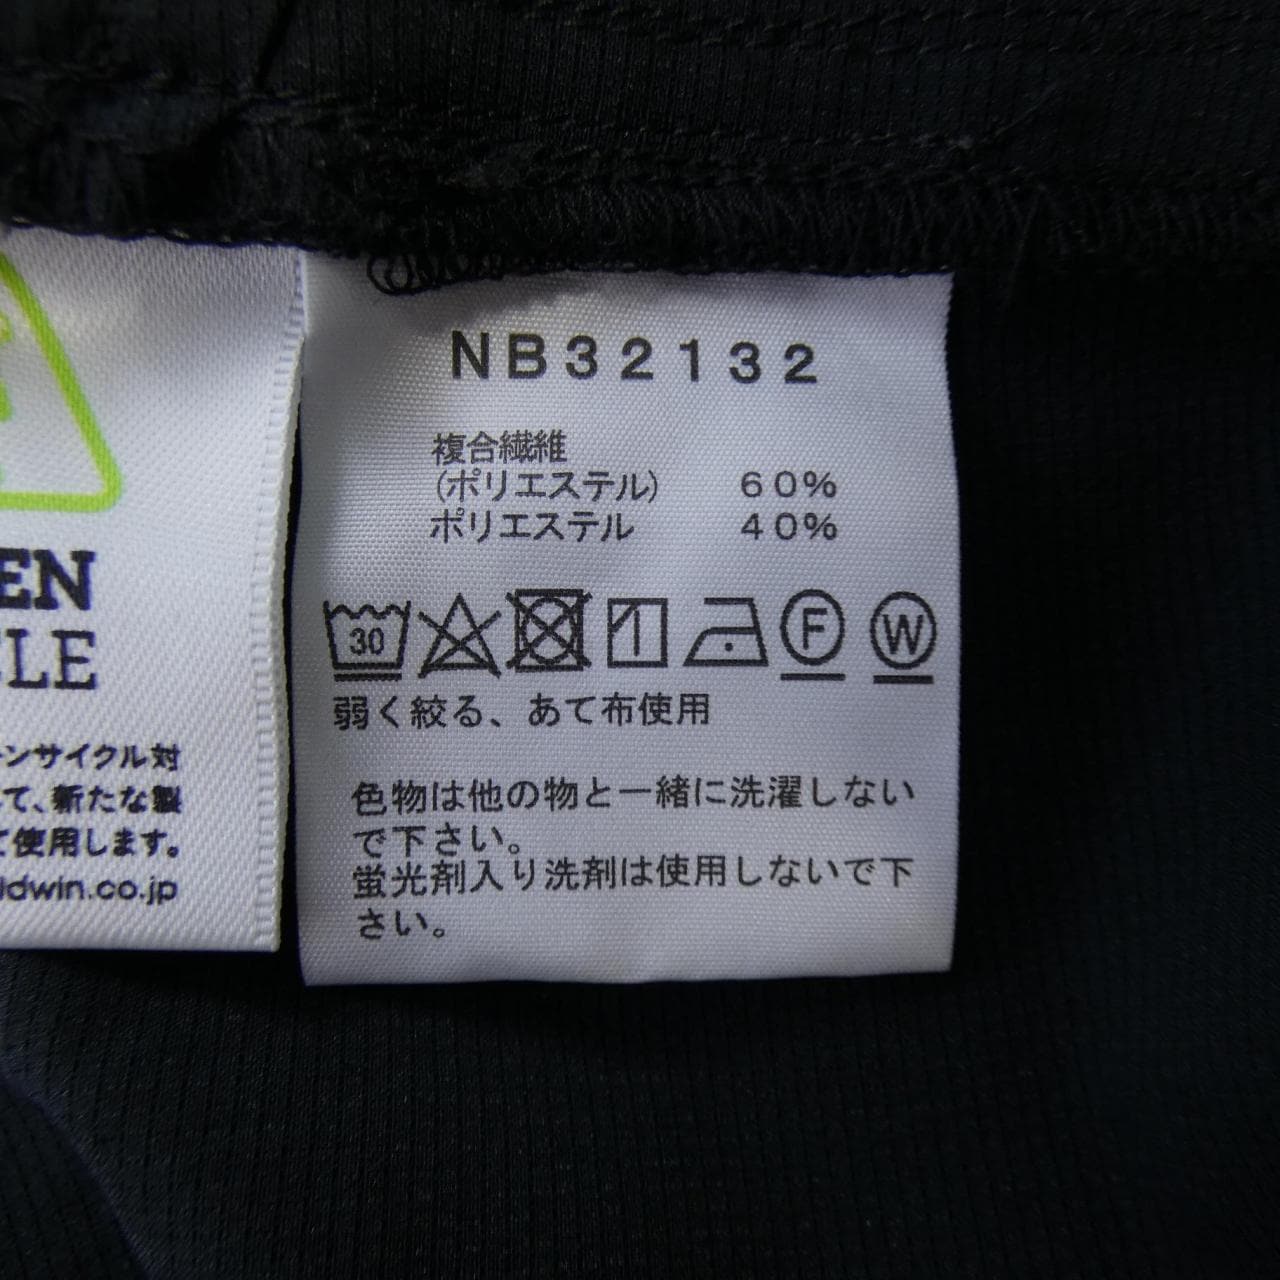 EN
LE
ンサイクル対
て、新たな製
使用します。
dwin.co.jp
NB32132
複合繊維
(ポリエステル) 60%
ポリエステル 40%
30
F
W
弱く絞る、あて布使用
色物は他の物と一緒に洗濯しない
で下さい。
蛍光剤入り洗剤は使用しないで下
さい。